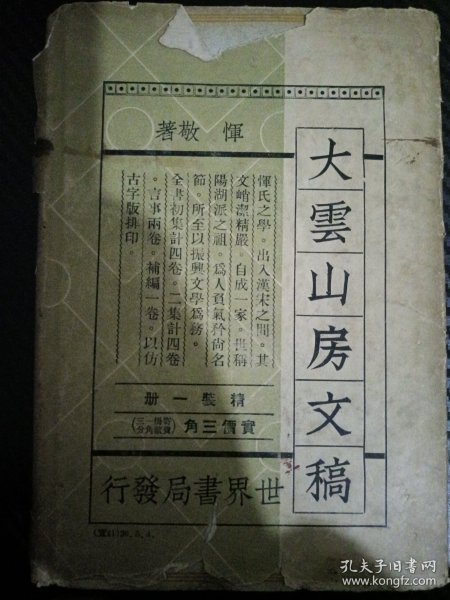 大雲山房文稿
惲敬著
惲氏之學。出入漢宋之間。其
文峭潔精嚴。自成一家。世稱
陽湖派之祖。爲人負氣矜尚名
節。所至以振興文學爲務。
全書初集計四卷。二集計四卷
。言事兩卷。補編一卷。以仿
古字版排印。
精裝一册
實價三角
世界書局發行
26.5.4.
孔夫子旧书网
www.kongfz.com